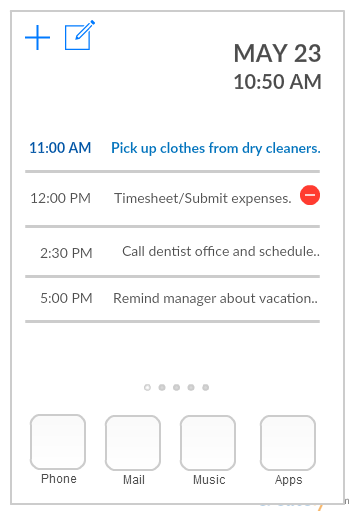 MAY 23
10:50 AM
11:00 AM Pick up clothes from dry cleaners.
12:00 PM Timesheet/Submit expenses.
2:30 PM Call dentist office and schedule..
5:00 PM Remind manager about vacation..
Phone Mail Music Apps